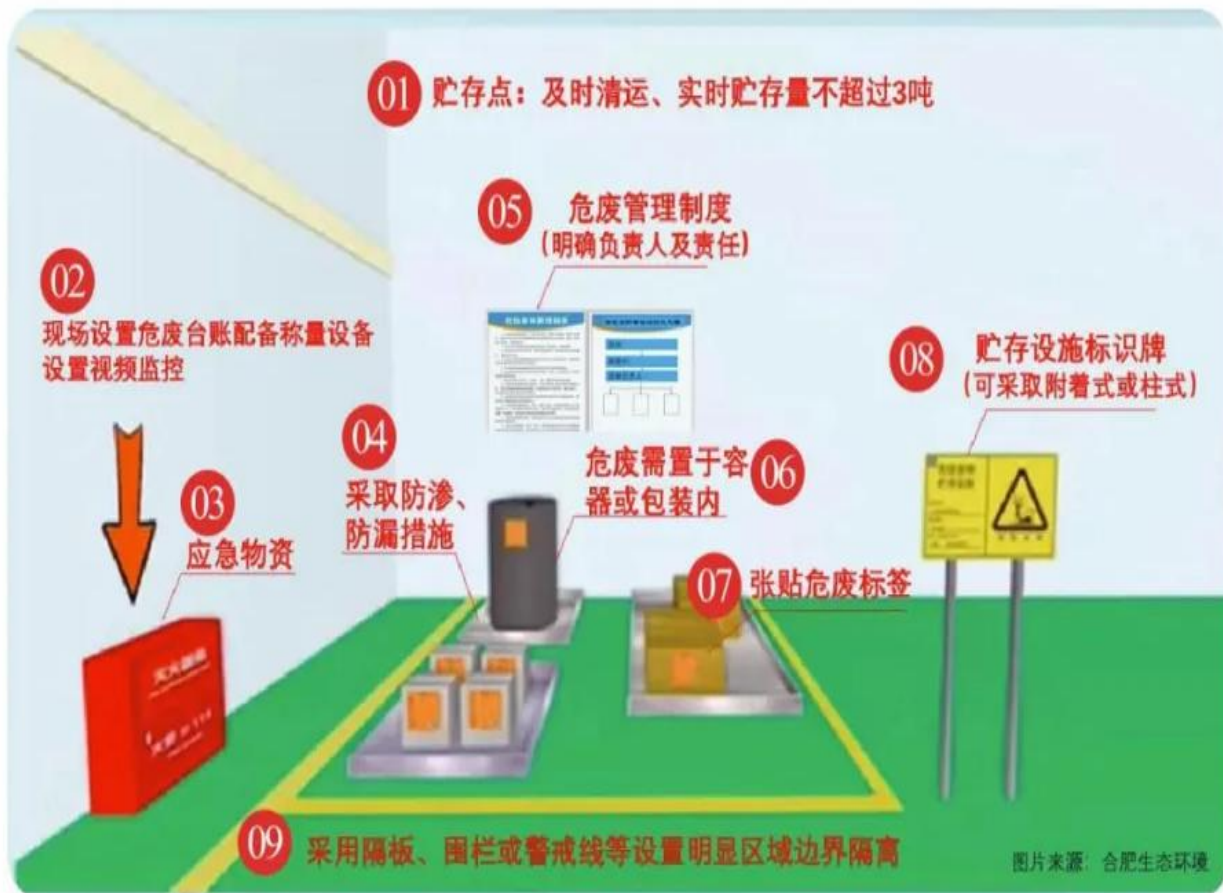 01 贮存点：及时清运、实时贮存量不超过3吨
05 危废管理制度
(明确负责人及责任)
02
现场设置危废台账配备称量设备
设置视频监控
08 贮存设施标识牌
(可采取附着式或柱式)
04
采取防渗、
防漏措施
危废需置于容
器或包装内
06
03
应急物资
07 张贴危废标签
09 采用隔板、围栏或警戒线等设置明显区域边界隔离
图片来源：合肥生态环境